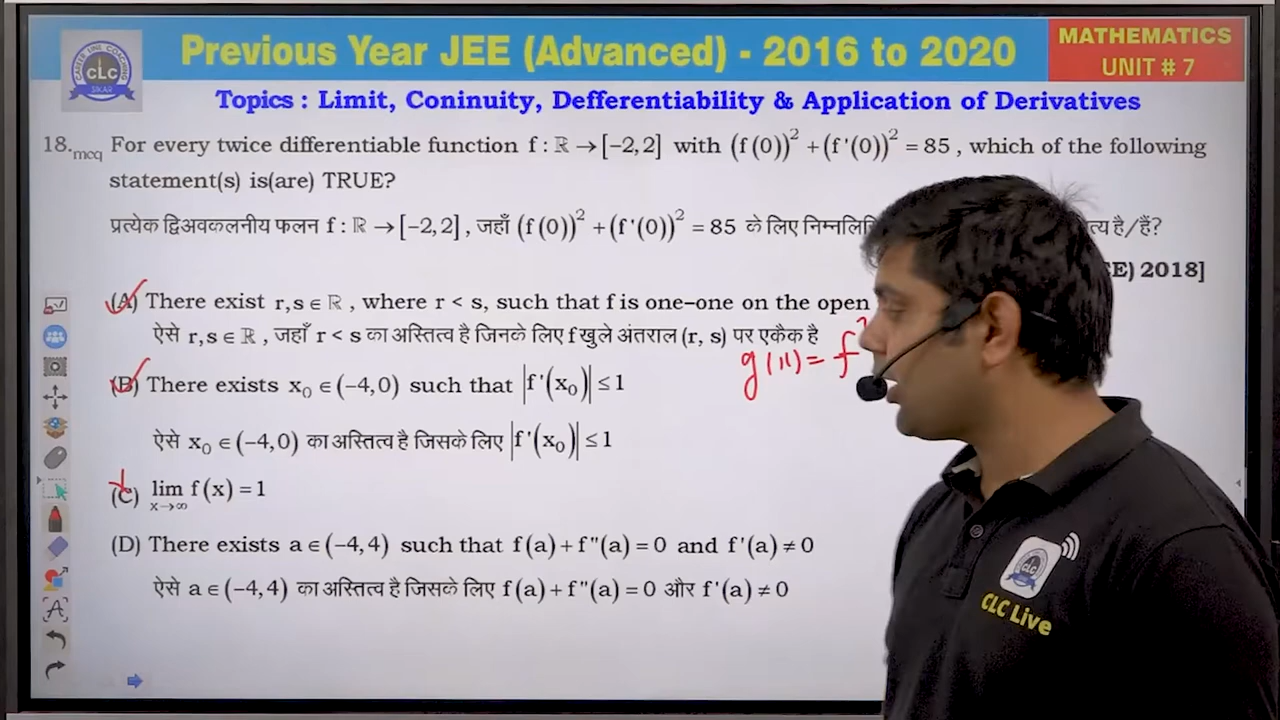 Previous Year JEE (Advanced) - 2016 to 2020
MATHEMATICS
UNIT # 7
CLC
SIKAR
Topics : Limit, Coninuity, Defferentiability & Application of Derivatives
18.mcq For every twice differentiable function f : ℝ → [−2, 2] with (f(0))² + (f'(0))² = 85 , which of the following
statement(s) is(are) TRUE?
प्रत्येक द्विअवकलनीय फलन f : ℝ → [−2, 2] , जहाँ (f(0))² + (f'(0))² = 85 के लिए निम्नलि
त्य है/हैं?
E) 2018]
(A) There exist r, s ∈ ℝ , where r < s, such that f is one–one on the open
ऐसे r, s ∈ ℝ , जहाँ r < s का अस्तित्व है जिनके लिए f खुले अंतराल (r, s) पर एकैक है
g(x) = f²
(B) There exists x₀ ∈ (−4, 0) such that |f'(x₀)| ≤ 1
ऐसे x₀ ∈ (−4, 0) का अस्तित्व है जिसके लिए |f'(x₀)| ≤ 1
(C) lim x→∞ f(x) = 1
(D) There exists a ∈ (−4, 4) such that f(a) + f"(a) = 0 and f'(a) ≠ 0
ऐसे a ∈ (−4, 4) का अस्तित्व है जिसके लिए f(a) + f"(a) = 0 और f'(a) ≠ 0
CLC Live